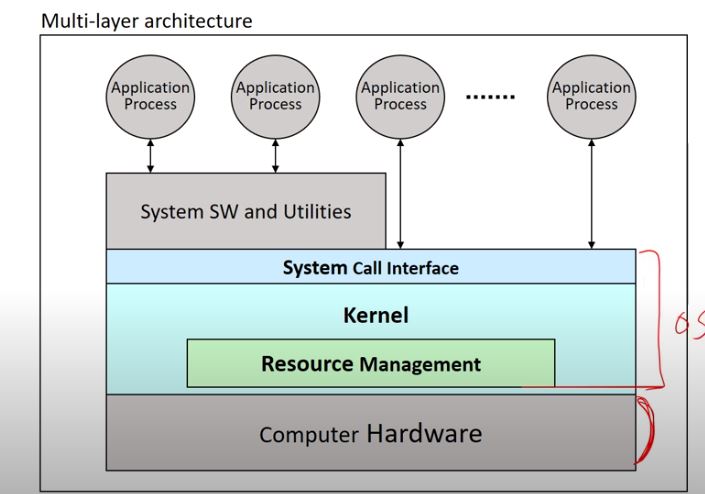 Multi-layer architecture
Application
Process
Application
Process
Application
Process
.......
Application
Process
System SW and Utilities
System Call Interface
Kernel
Resource Management
Computer Hardware
OS